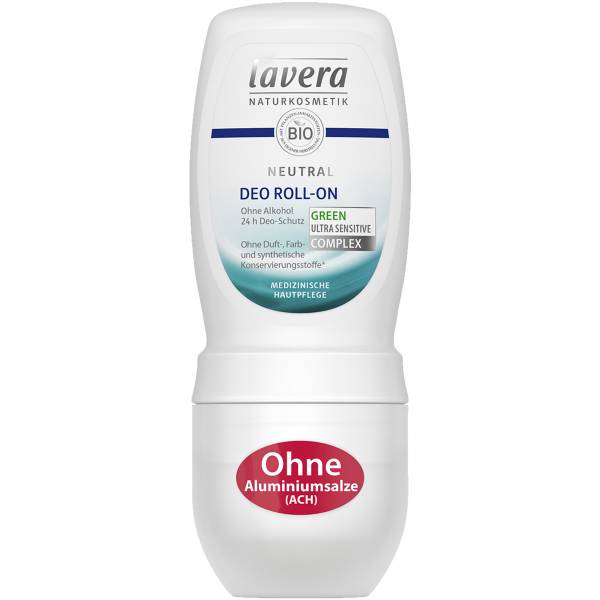 lavera
NATURKOSMETIK
BIO
NEUTRAL
DEO ROLL-ON
Ohne Alkohol
24 h Deo-Schutz
GREEN
ULTRA SENSITIVE
COMPLEX
Ohne Duft-, Farb-
und synthetische
Konservierungsstoffe*
MEDIZINISCHE
HAUTPFLEGE
Ohne
Aluminiumsalze
(ACH)